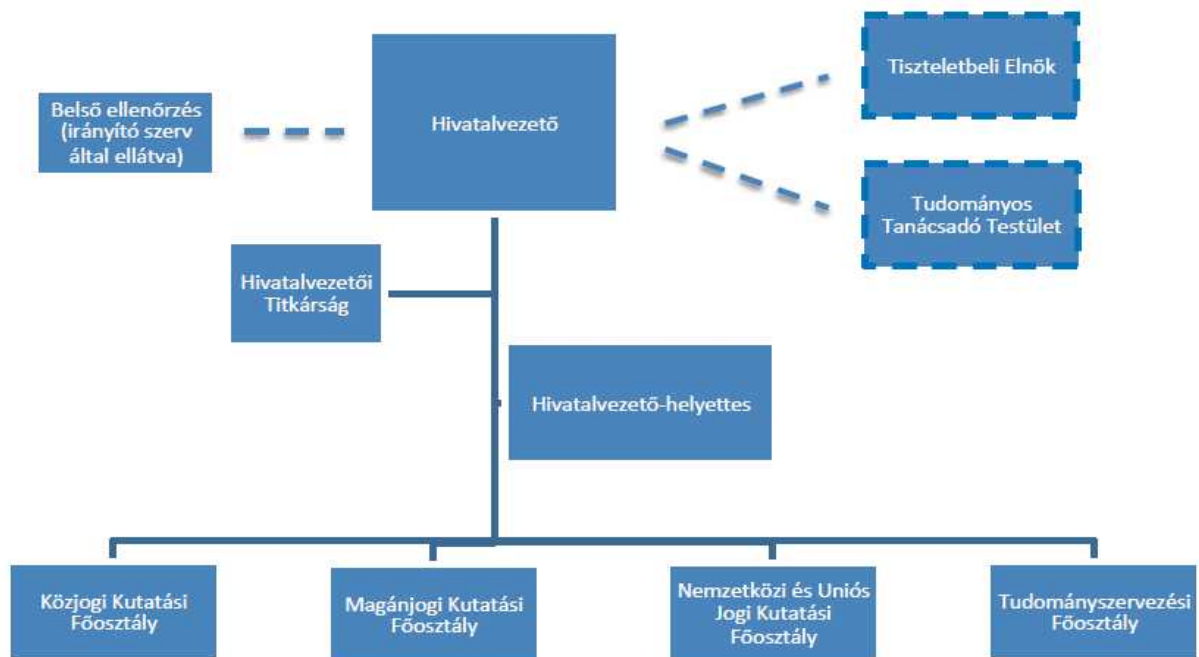 Tiszteletbeli Elnök
Belső ellenőrzés
(irányító szerv
által ellátva)
Hivatalvezető
Tudományos
Tanácsadó Testület
Hivatalvezetői
Titkárság
Hivatalvezető-helyettes
Közjogi Kutatási
Főosztály
Magánjogi Kutatási
Főosztály
Nemzetközi és Uniós
Jogi Kutatási
Főosztály
Tudományszervezési
Főosztály